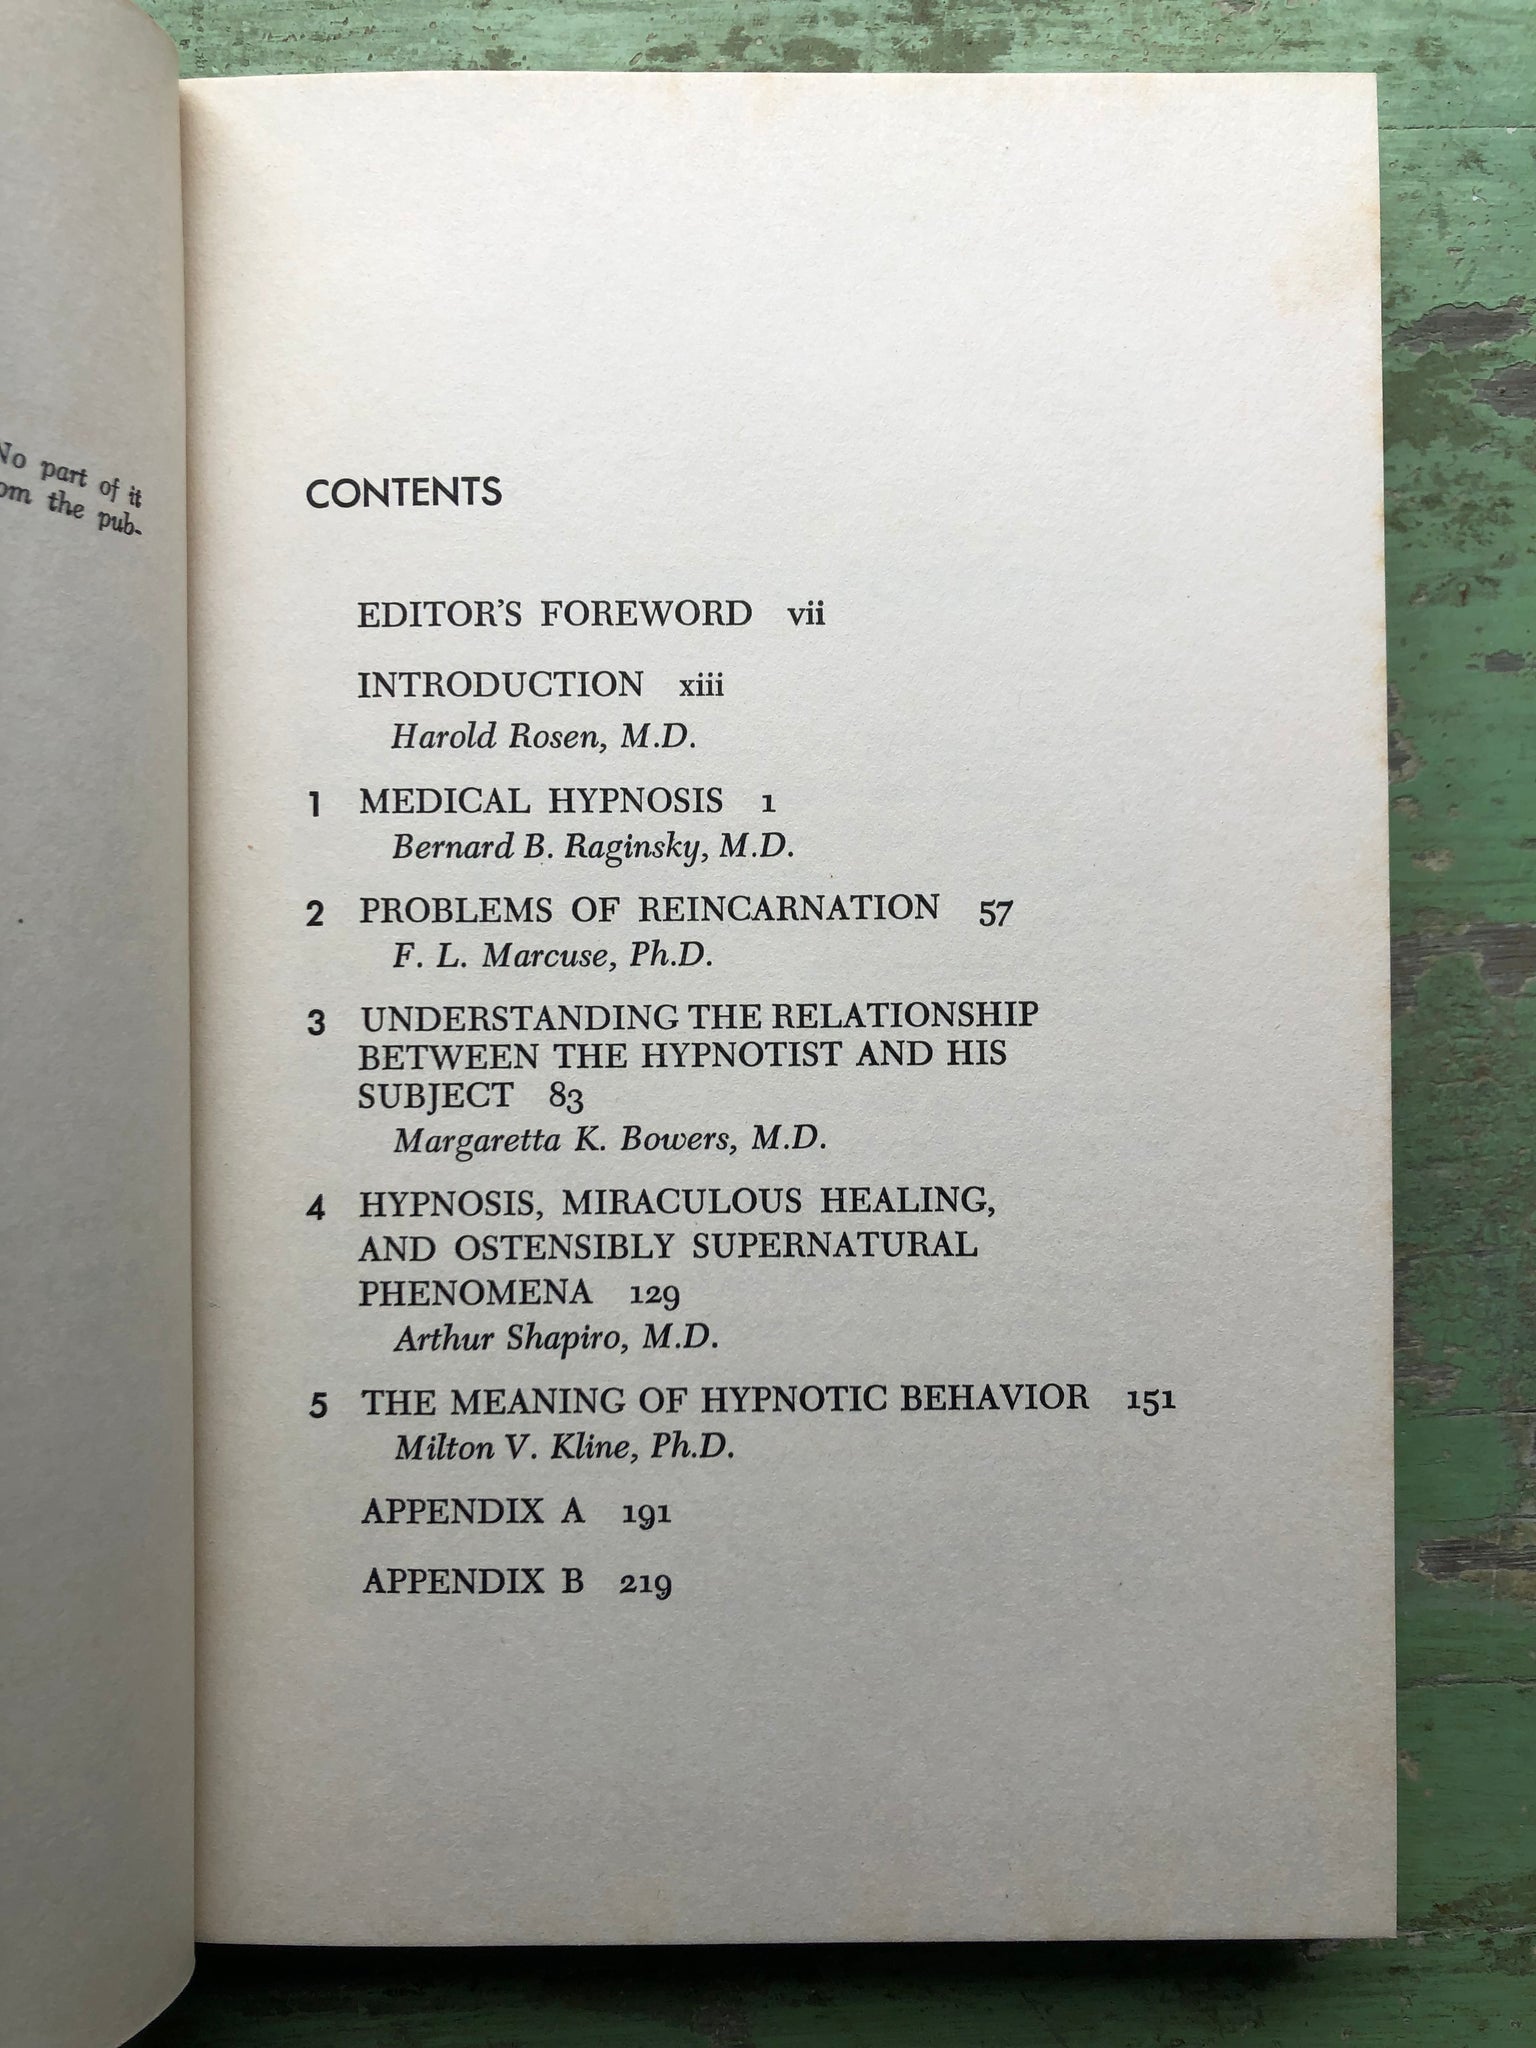 No part of it
om the pub-
CONTENTS
EDITOR'S FOREWORD vii
INTRODUCTION xiii
Harold Rosen, M.D.
1 MEDICAL HYPNOSIS 1
Bernard B. Raginsky, M.D.
2 PROBLEMS OF REINCARNATION 57
F. L. Marcuse, Ph.D.
3 UNDERSTANDING THE RELATIONSHIP
BETWEEN THE HYPNOTIST AND HIS
SUBJECT 83
Margaretta K. Bowers, M.D.
4 HYPNOSIS, MIRACULOUS HEALING,
AND OSTENSIBLY SUPERNATURAL
PHENOMENA 129
Arthur Shapiro, M.D.
5 THE MEANING OF HYPNOTIC BEHAVIOR 151
Milton V. Kline, Ph.D.
APPENDIX A 191
APPENDIX B 219